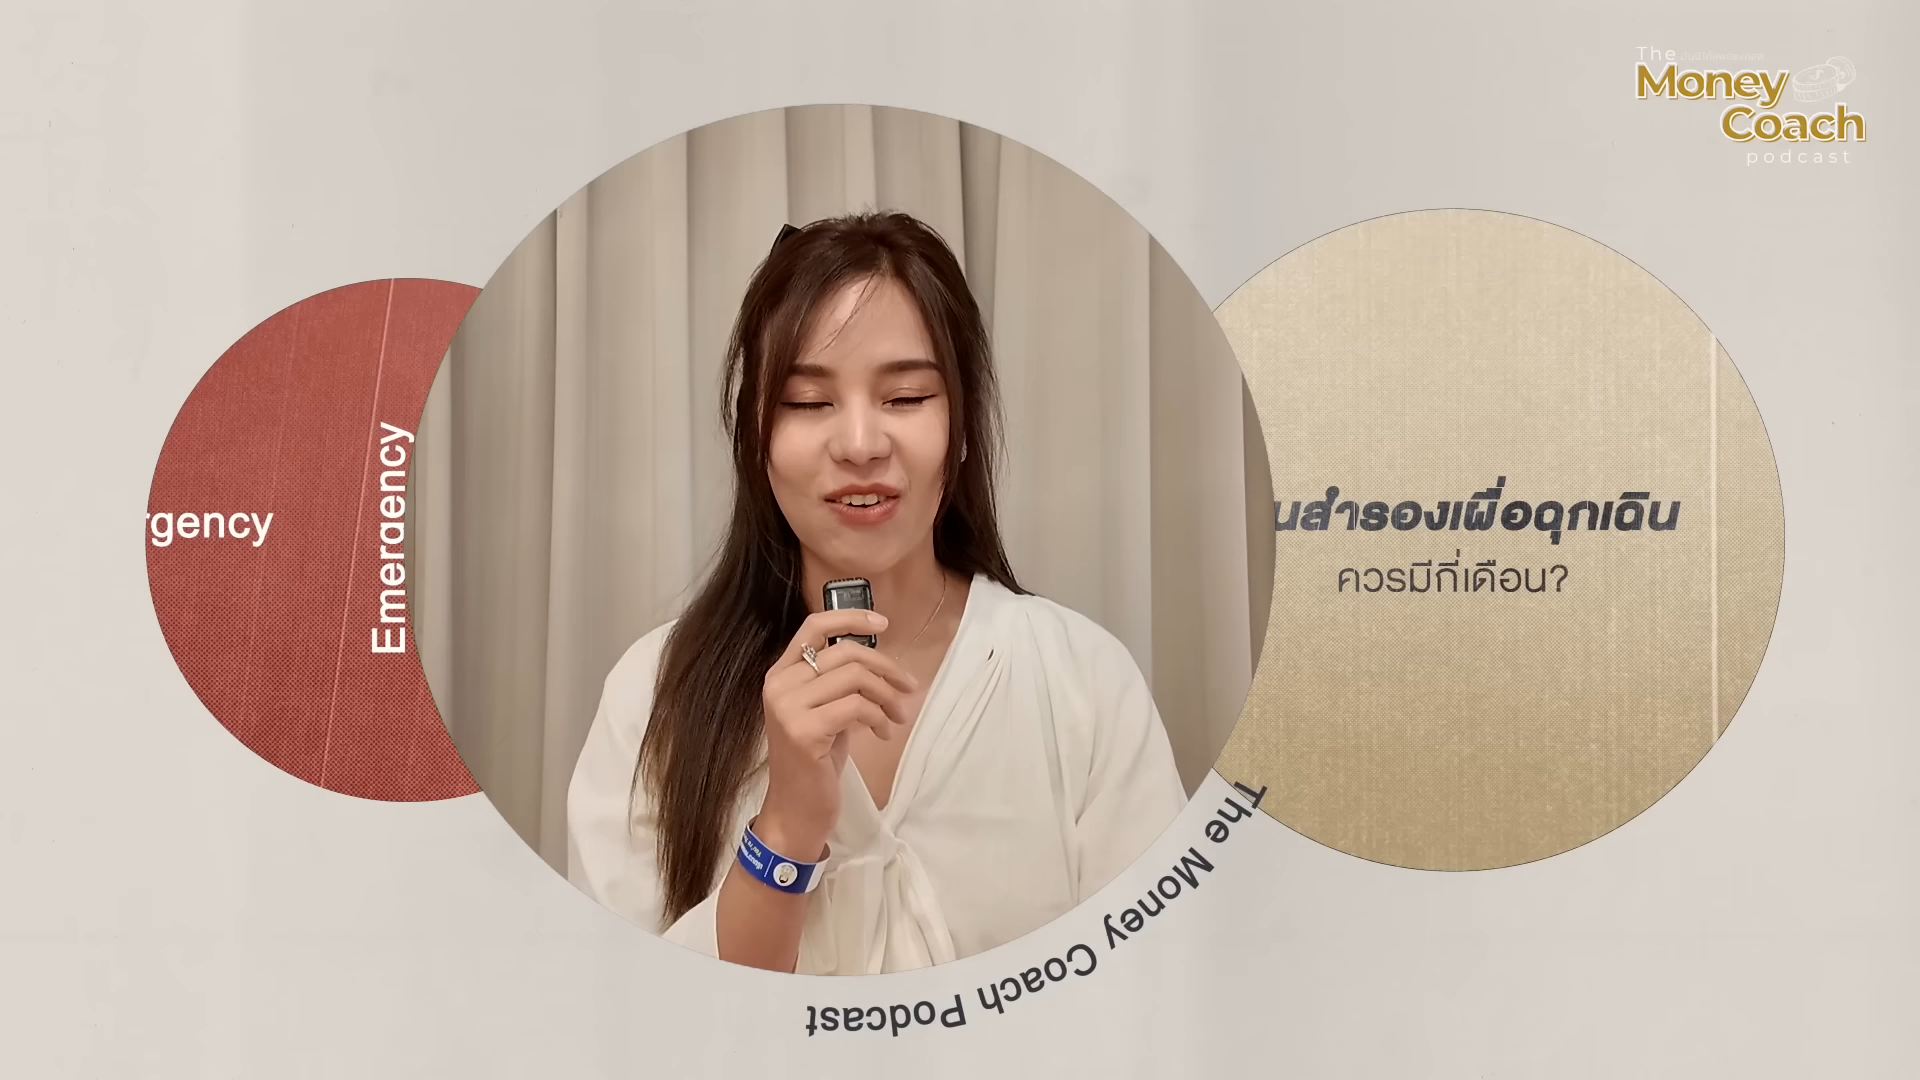 The
Money
Coach
podcast
rgency
Emergency
นสำรองเผื่อฉุกเฉิน
ควรมีกี่เดือน?
The Money Coach Podcast